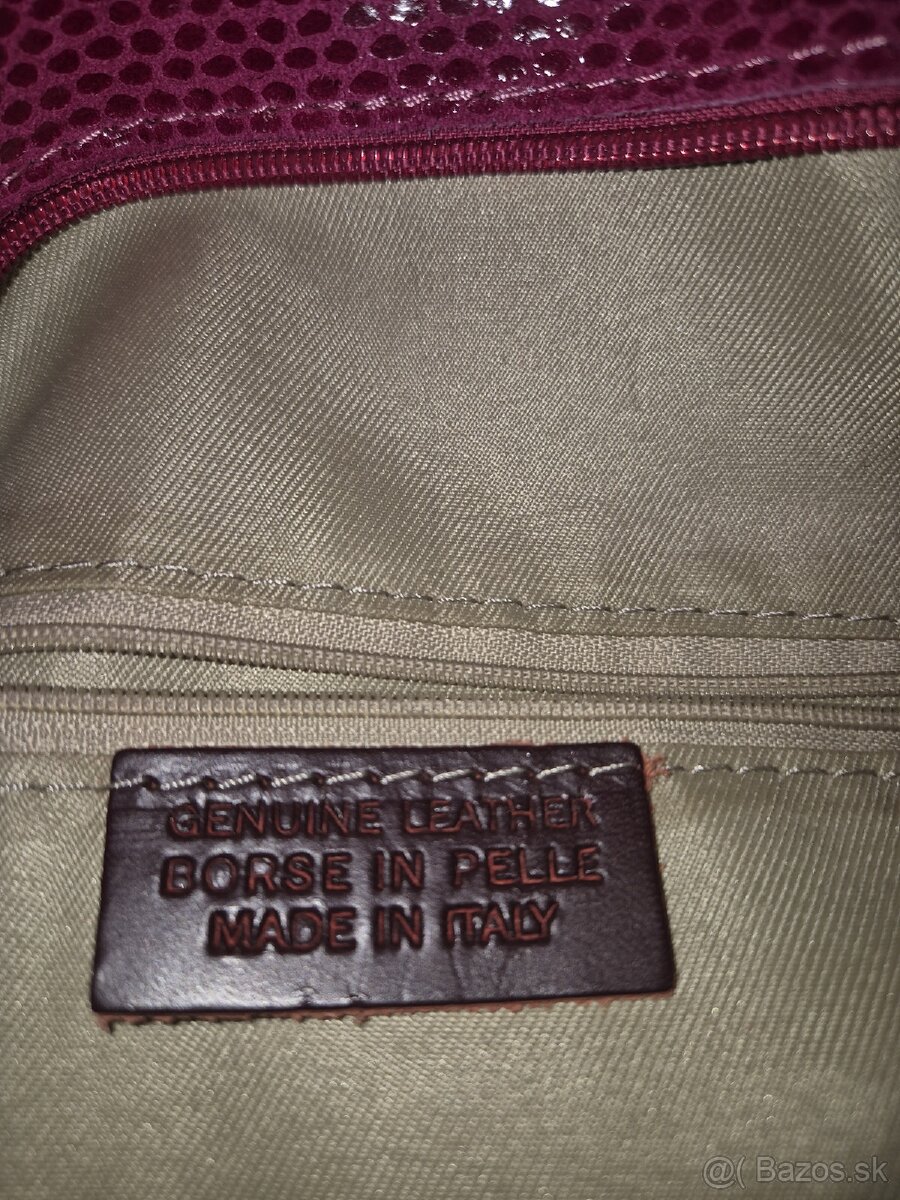 GENUINE LEATHER
BORSE IN PELLE
MADE IN ITALY
@( Bazos.sk